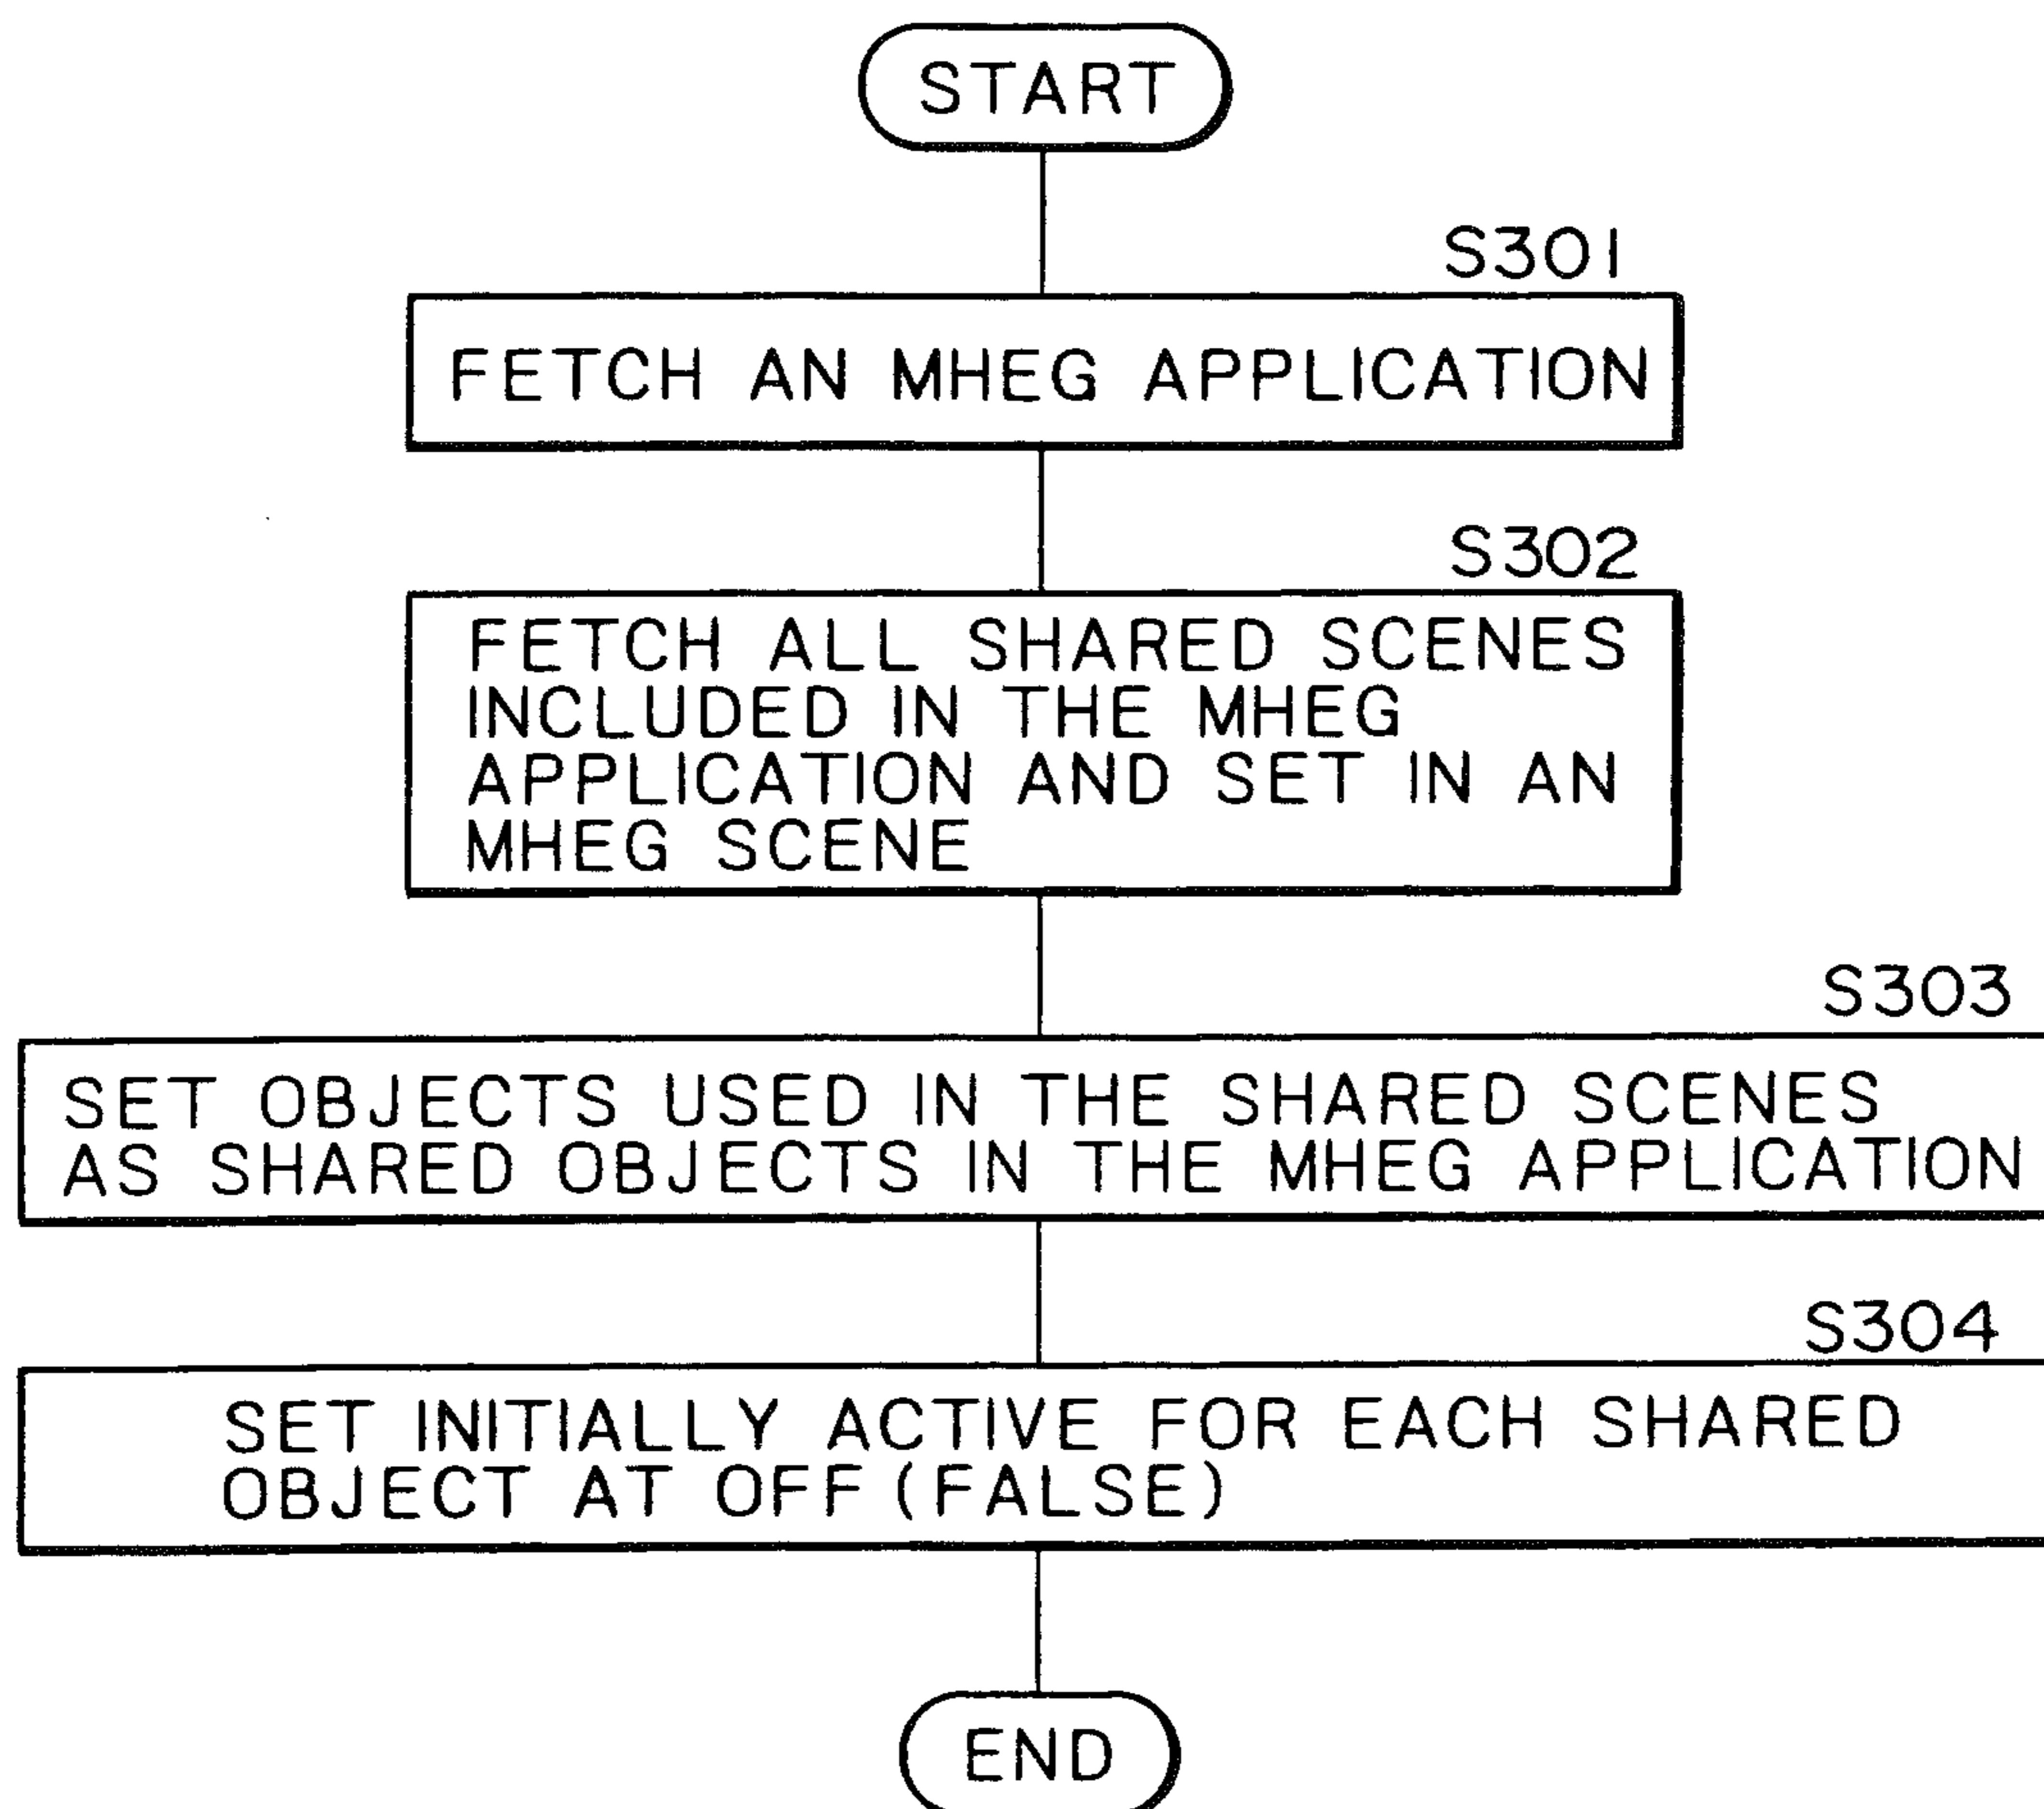 START
S301
FETCH AN MHEG APPLICATION
S302
FETCH ALL SHARED SCENES
INCLUDED IN THE MHEG
APPLICATION AND SET IN AN
MHEG SCENE
S303
SET OBJECTS USED IN THE SHARED SCENES
AS SHARED OBJECTS IN THE MHEG APPLICATION
S304
SET INITIALLY ACTIVE FOR EACH SHARED
OBJECT AT OFF (FALSE)
END